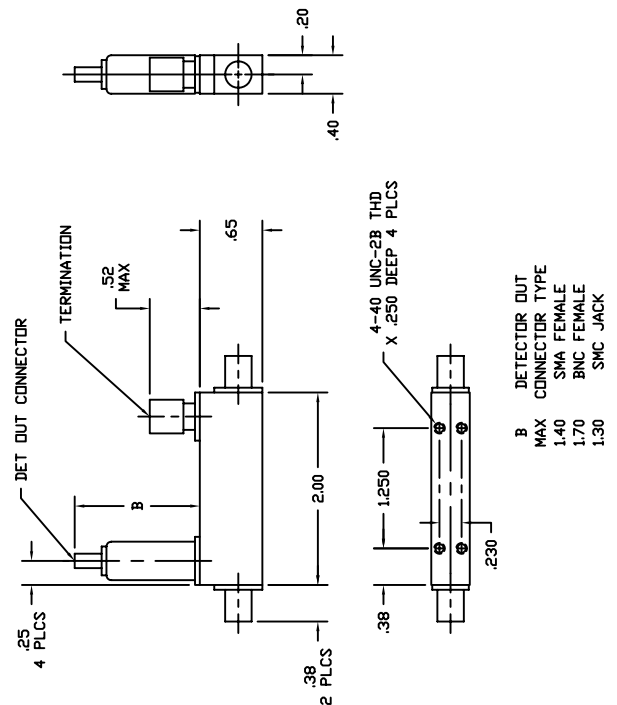 DET OUT CONNECTOR
TERMINATION
.25
4 PLCS
B
.52
MAX
.65
2.00
.38
2 PLCS
.20
.40
4-40 UNC-2B THD
X .250 DEEP 4 PLCS
1.250
.38
.230
B DETECTOR OUT
MAX CONNECTOR TYPE
1.40 SMA FEMALE
1.70 BNC FEMALE
1.30 SMC JACK